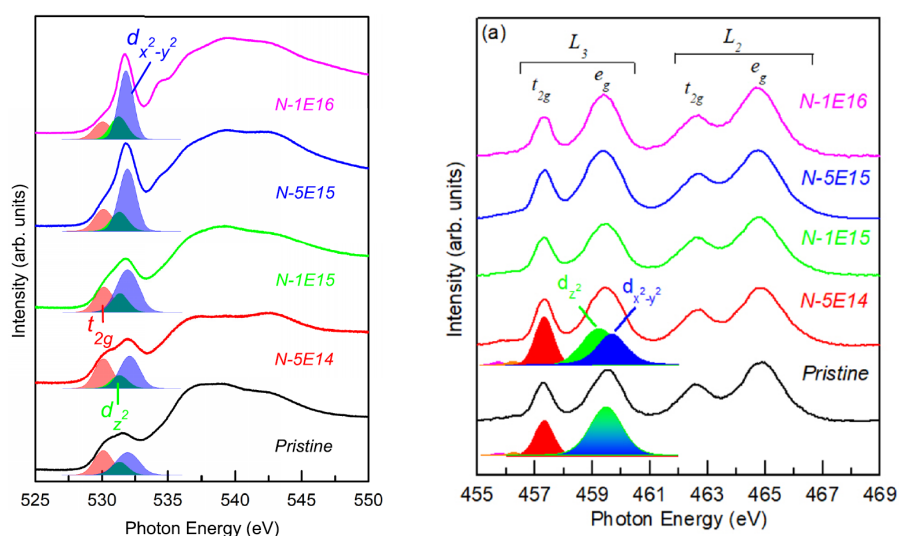 d x²-y²
N-1E16
N-5E15
N-1E15
t 2g
N-5E14
d z²
Pristine
Intensity (arb. units)
525 530 535 540 545 550
Photon Energy (eV)
(a)
L3 L2
t2g eg t2g eg
N-1E16
N-5E15
N-1E15
dz² dx²-y²
N-5E14
Pristine
Intensity (arb. units)
455 457 459 461 463 465 467 469
Photon Energy (eV)